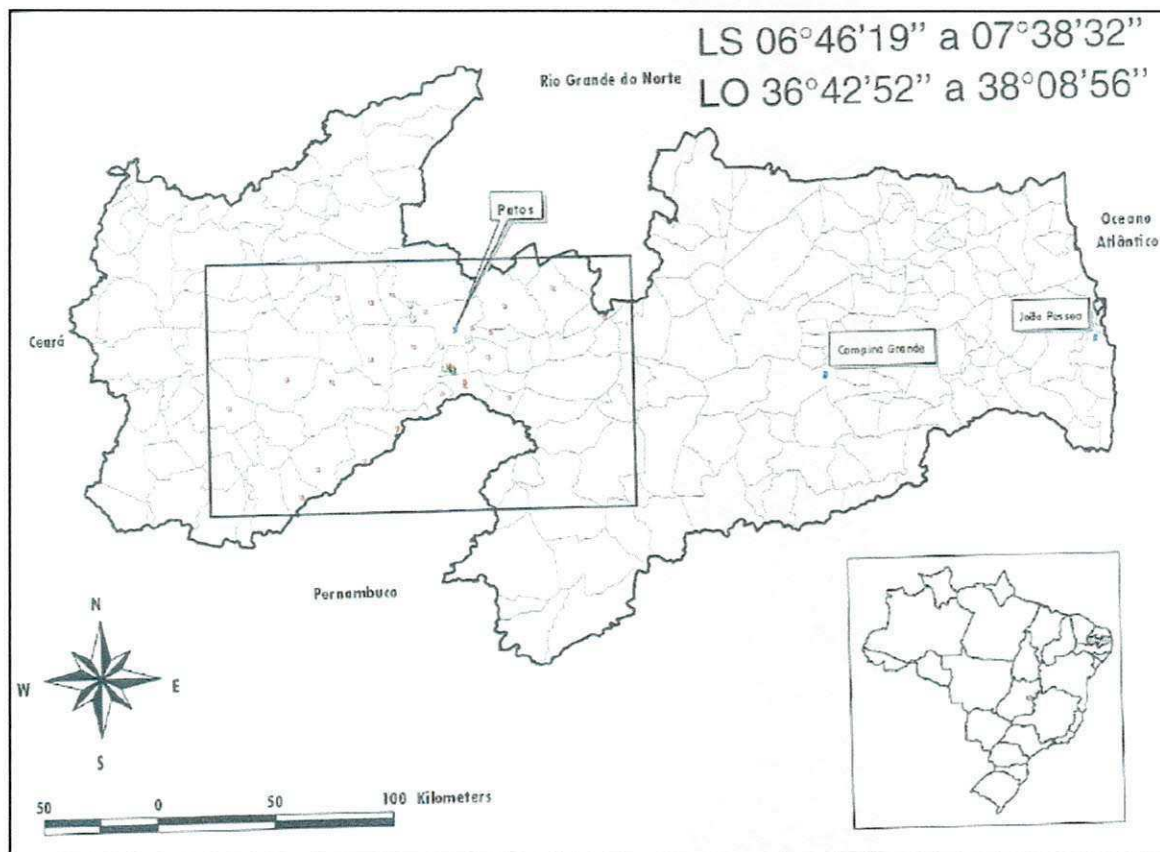 LS 06°46'19" a 07°38'32"
LO 36°42'52" a 38°08'56"
Rio Grande do Norte
Patos
Oceano
Atlântico
João Pessoa
Ceará
Campina Grande
Pernambuco
N
W
E
S
50
0
50
100 Kilometers